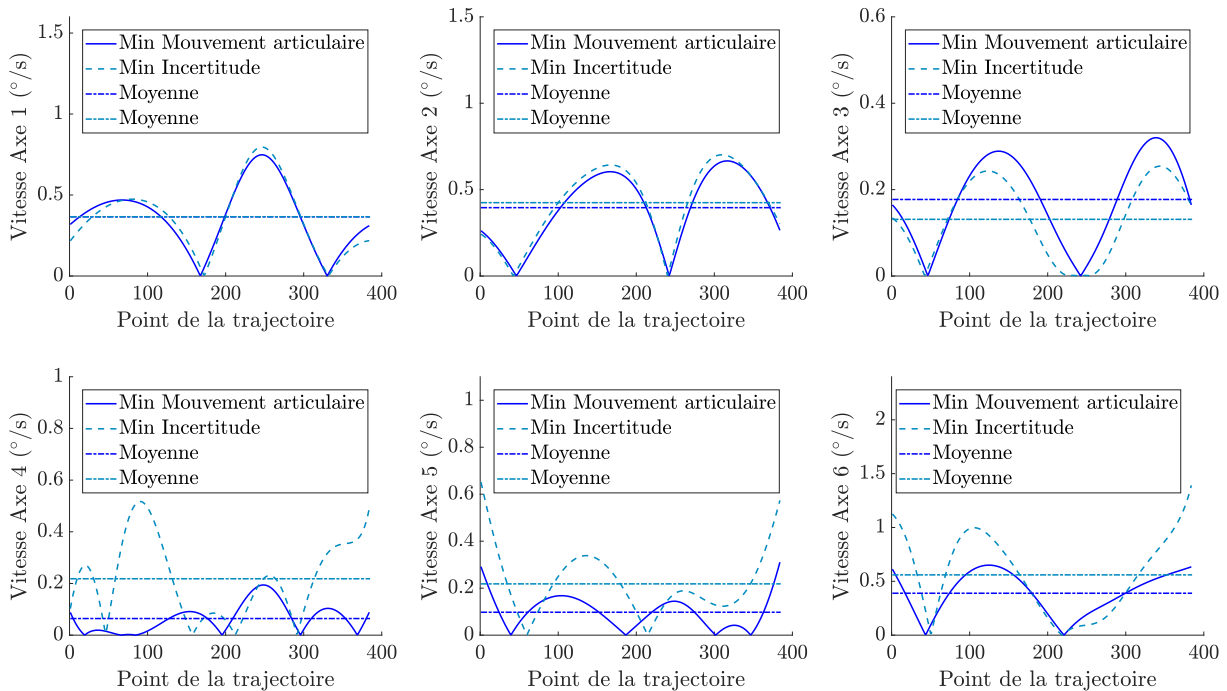 Vitesse Axe 1 (°/s)
1.5
1
0.5
0
Min Mouvement articulaire
Min Incertitude
Moyenne
Moyenne
0 100 200 300 400
Point de la trajectoire
Vitesse Axe 2 (°/s)
1.5
1
0.5
0
Min Mouvement articulaire
Min Incertitude
Moyenne
Moyenne
0 100 200 300 400
Point de la trajectoire
Vitesse Axe 3 (°/s)
0.6
0.4
0.2
0
Min Mouvement articulaire
Min Incertitude
Moyenne
Moyenne
0 100 200 300 400
Point de la trajectoire
Vitesse Axe 4 (°/s)
1
0.8
0.6
0.4
0.2
0
Min Mouvement articulaire
Min Incertitude
Moyenne
Moyenne
0 100 200 300 400
Point de la trajectoire
Vitesse Axe 5 (°/s)
1
0.8
0.6
0.4
0.2
0
Min Mouvement articulaire
Min Incertitude
Moyenne
Moyenne
0 100 200 300 400
Point de la trajectoire
Vitesse Axe 6 (°/s)
2
1.5
1
0.5
0
Min Mouvement articulaire
Min Incertitude
Moyenne
Moyenne
0 100 200 300 400
Point de la trajectoire